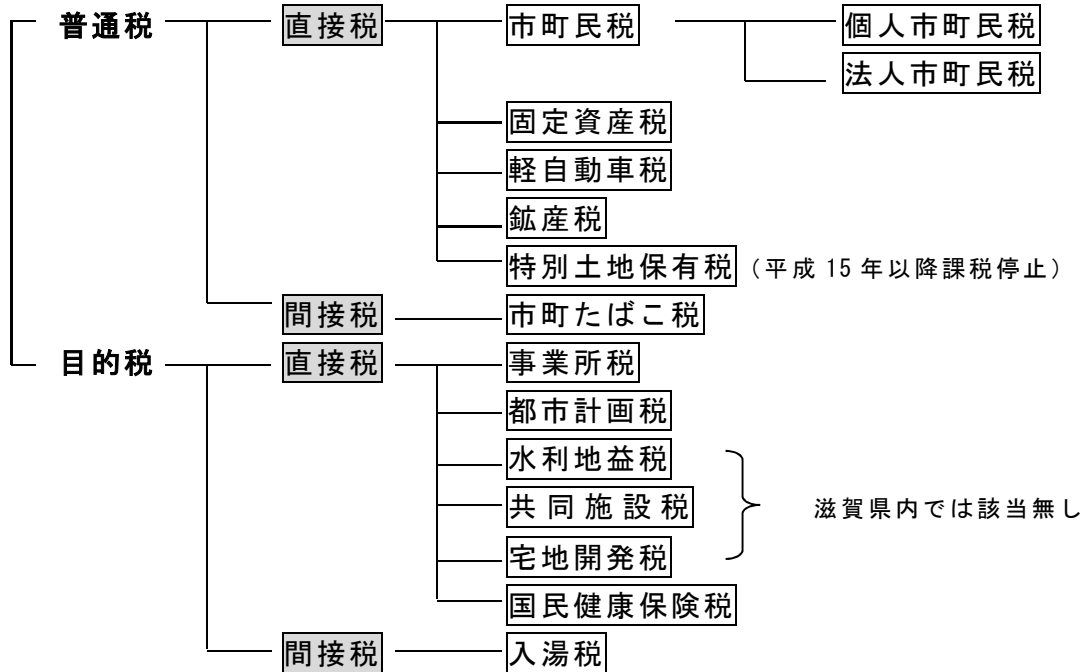 普通税 直接税 市町民税 個人市町民税
法人市町民税
固定資産税
軽自動車税
鉱産税
特別土地保有税 (平成 15 年以降課税停止)
間接税 市町たばこ税
目的税 直接税 事業所税
都市計画税
水利地益税
共同施設税 滋賀県内では該当無し
宅地開発税
国民健康保険税
間接税 入湯税